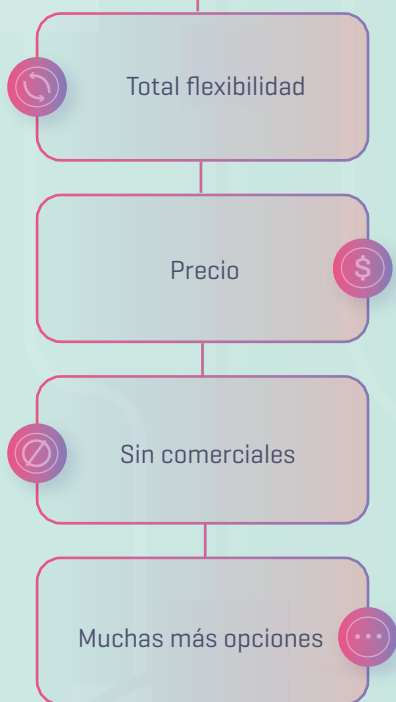 Total flexibilidad
Precio
$
Sin comerciales
Muchas más opciones